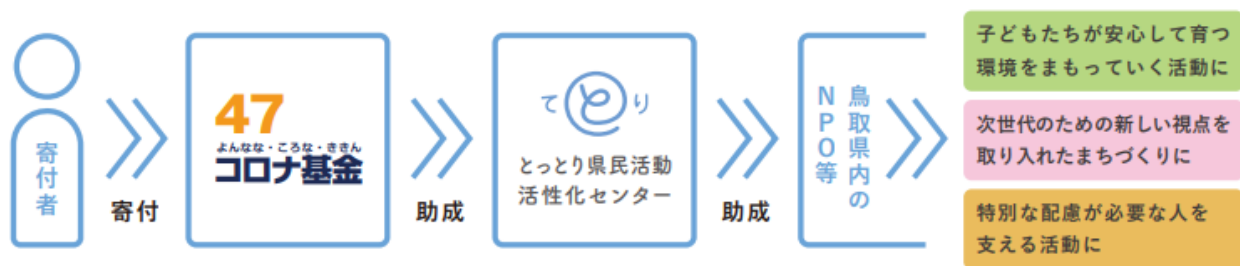 寄付者
寄付
47
よんなな・ころな・ききん
コロナ基金
助成
てとり
とっとり県民活動
活性化センター
助成
鳥取県内の
NPO等
子どもたちが安心して育つ
環境をまもっていく活動に
次世代のための新しい視点を
取り入れたまちづくりに
特別な配慮が必要な人を
支える活動に